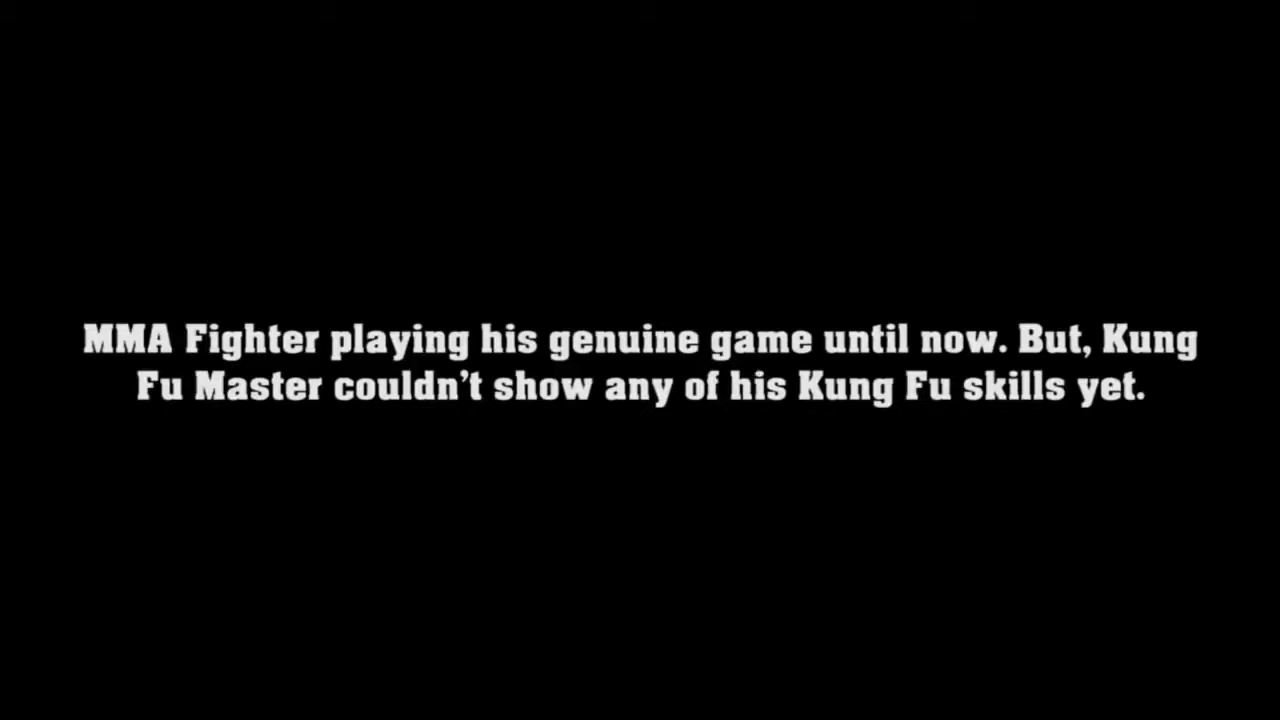 MMA Fighter playing his genuine game until now. But, Kung
Fu Master couldn’t show any of his Kung Fu skills yet.